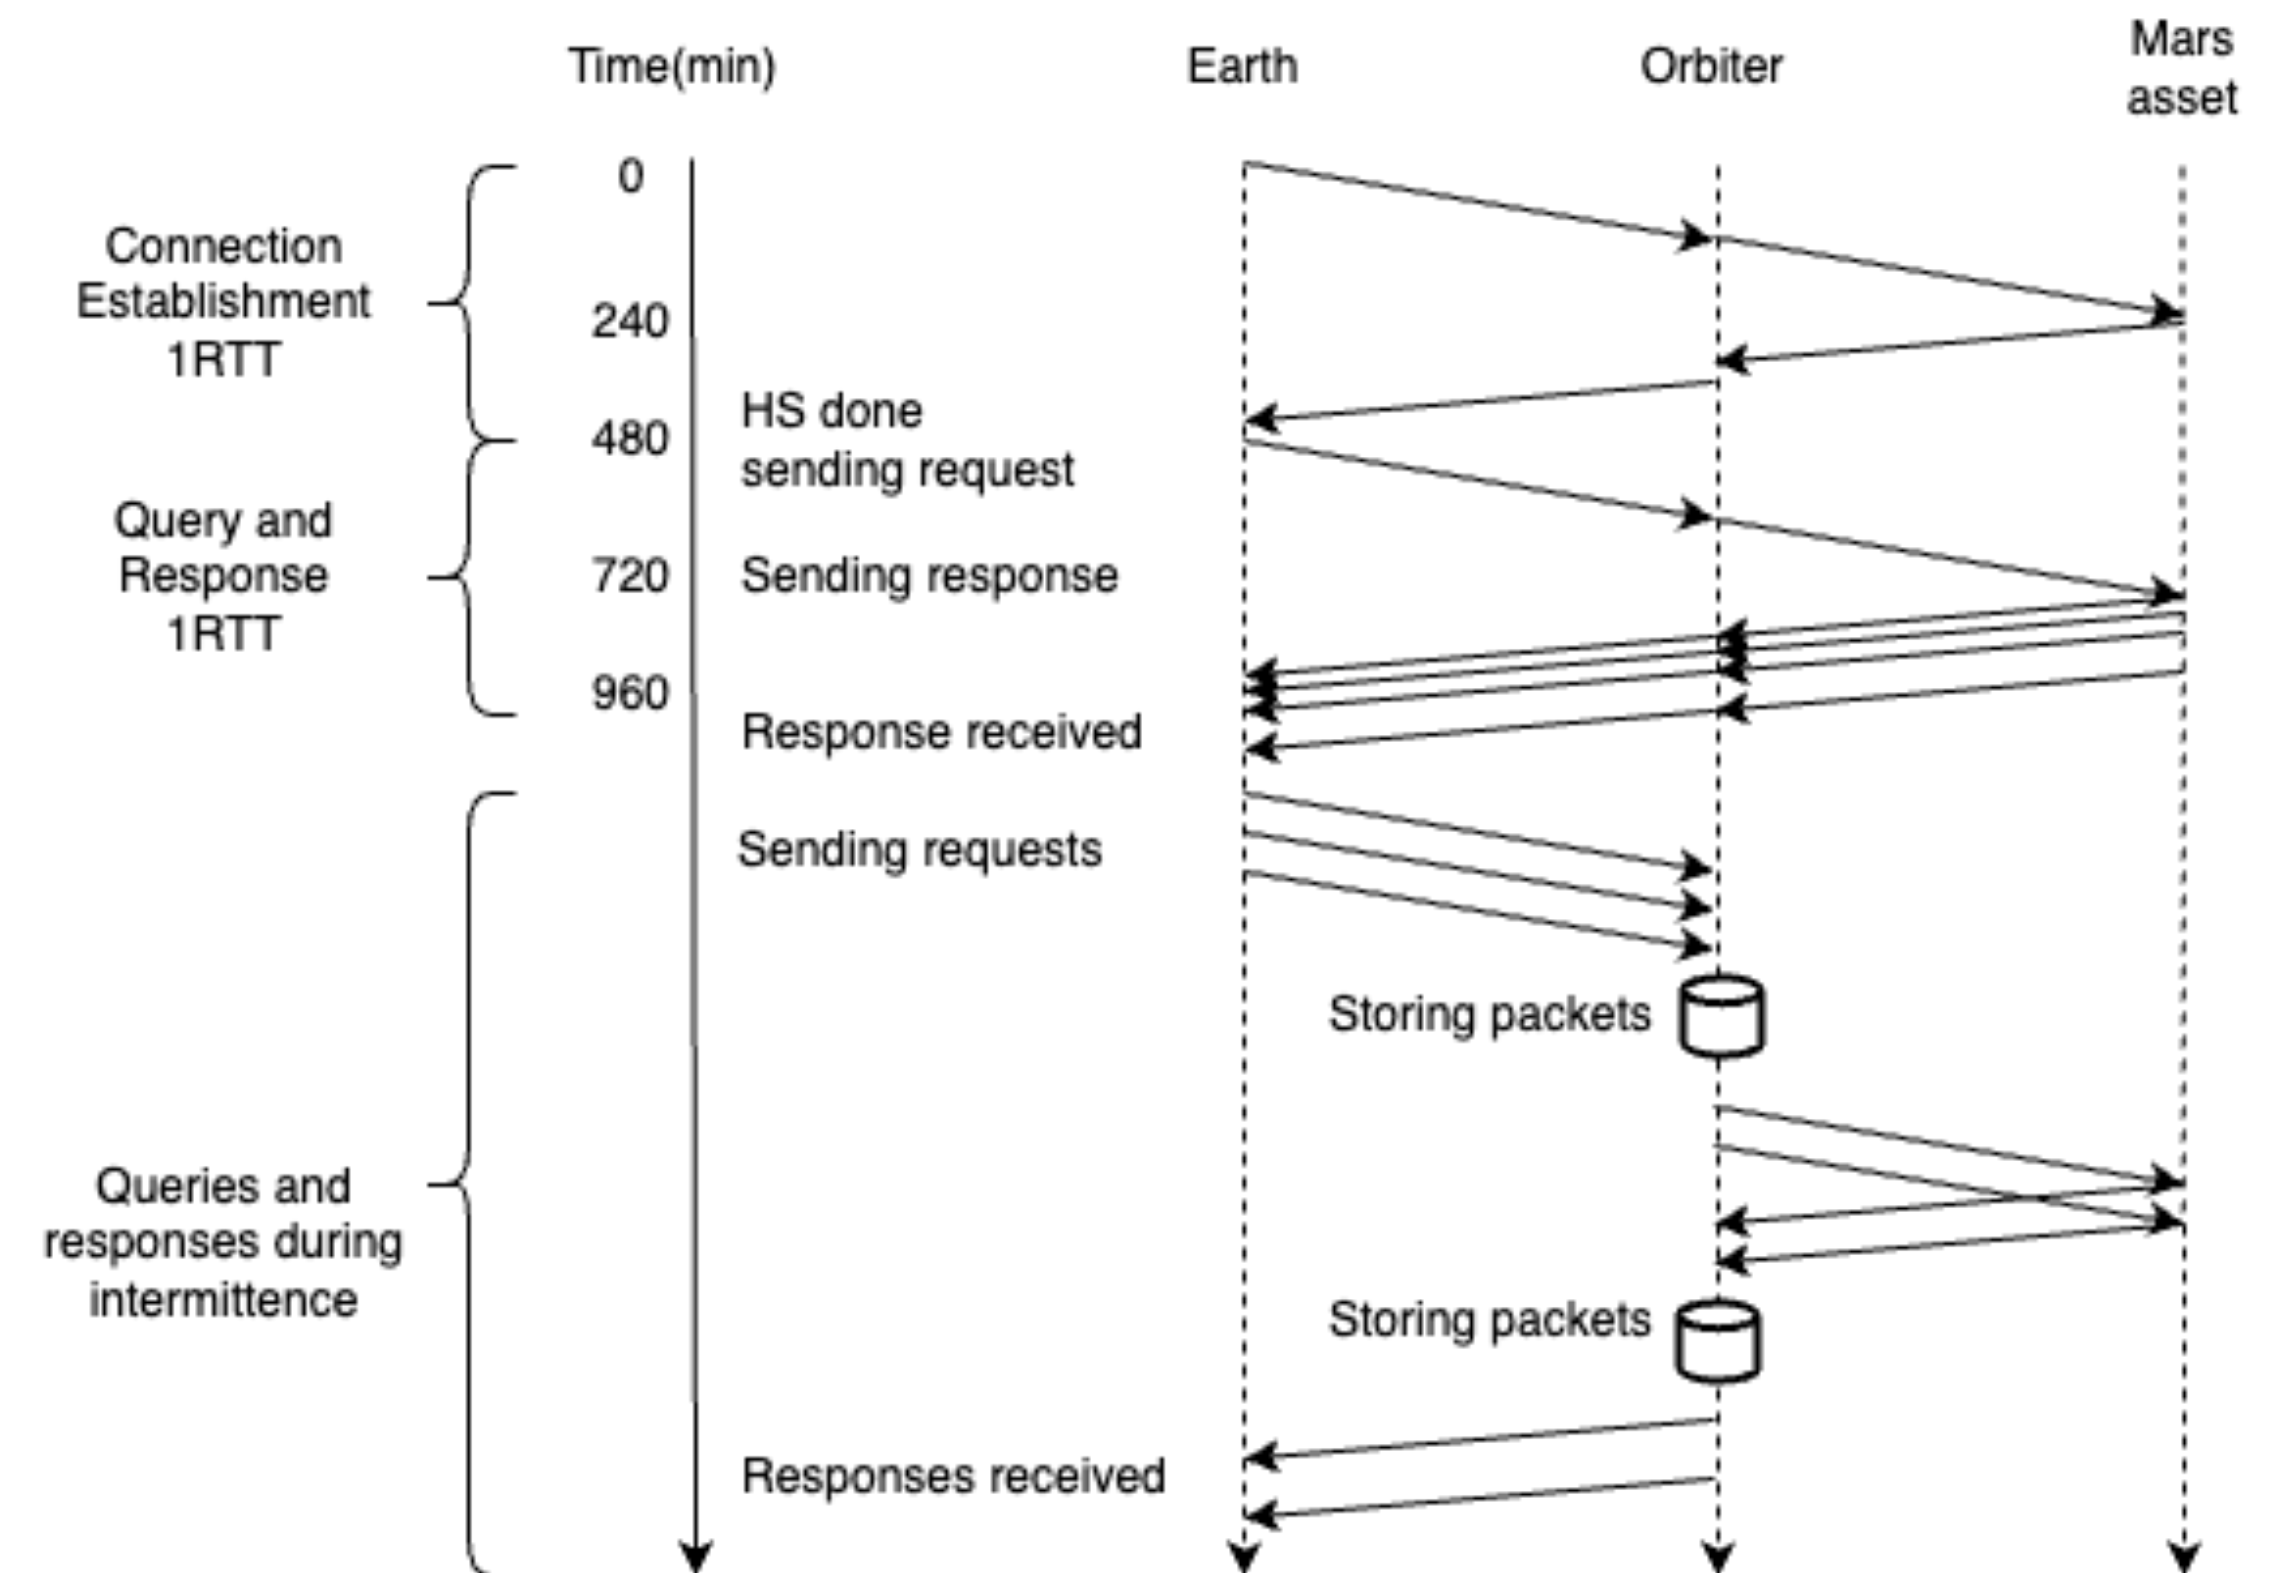 Time(min)
Earth
Orbiter
Mars
asset
0
Connection
Establishment
1RTT
240
HS done
480
sending request
Query and
Response
1RTT
720
Sending response
960
Response received
Sending requests
Storing packets
Queries and
responses during
intermittence
Storing packets
Responses received